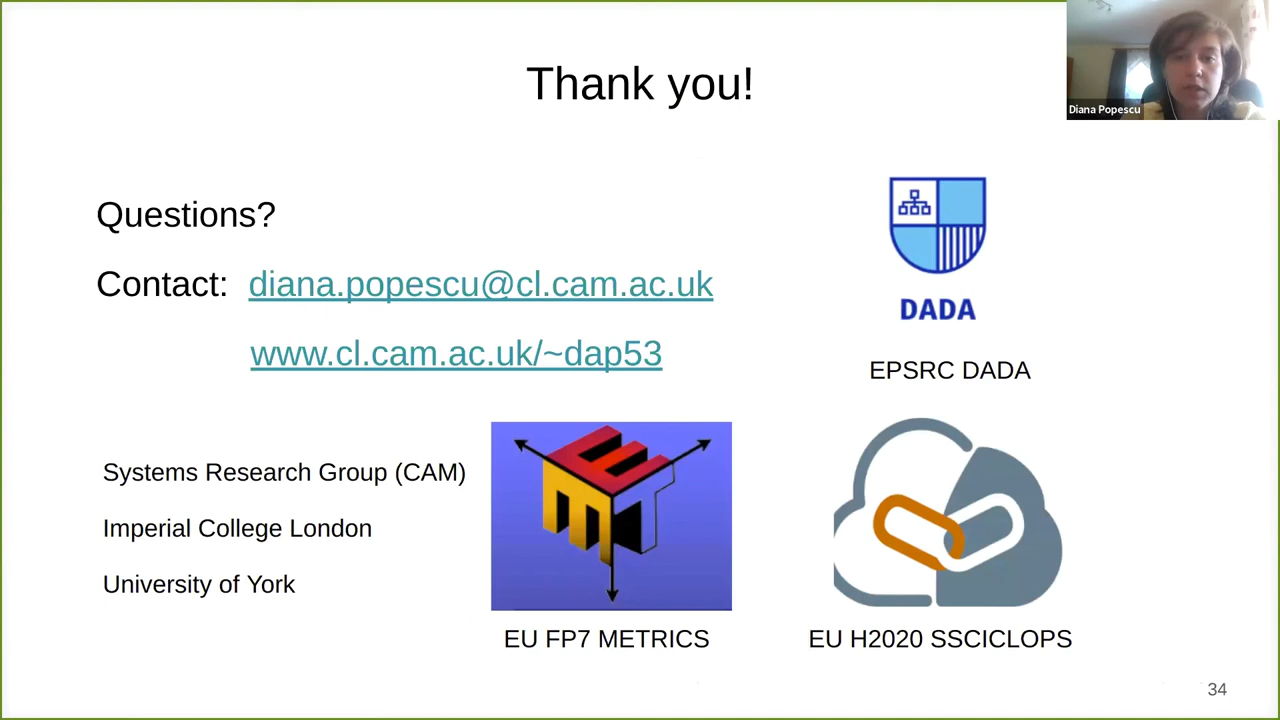 Thank you!
Diana Popescu
Questions?
Contact: diana.popescu@cl.cam.ac.uk
www.cl.cam.ac.uk/~dap53
DADA
EPSRC DADA
Systems Research Group (CAM)
Imperial College London
University of York
EU FP7 METRICS
EU H2020 SSCICLOPS
34